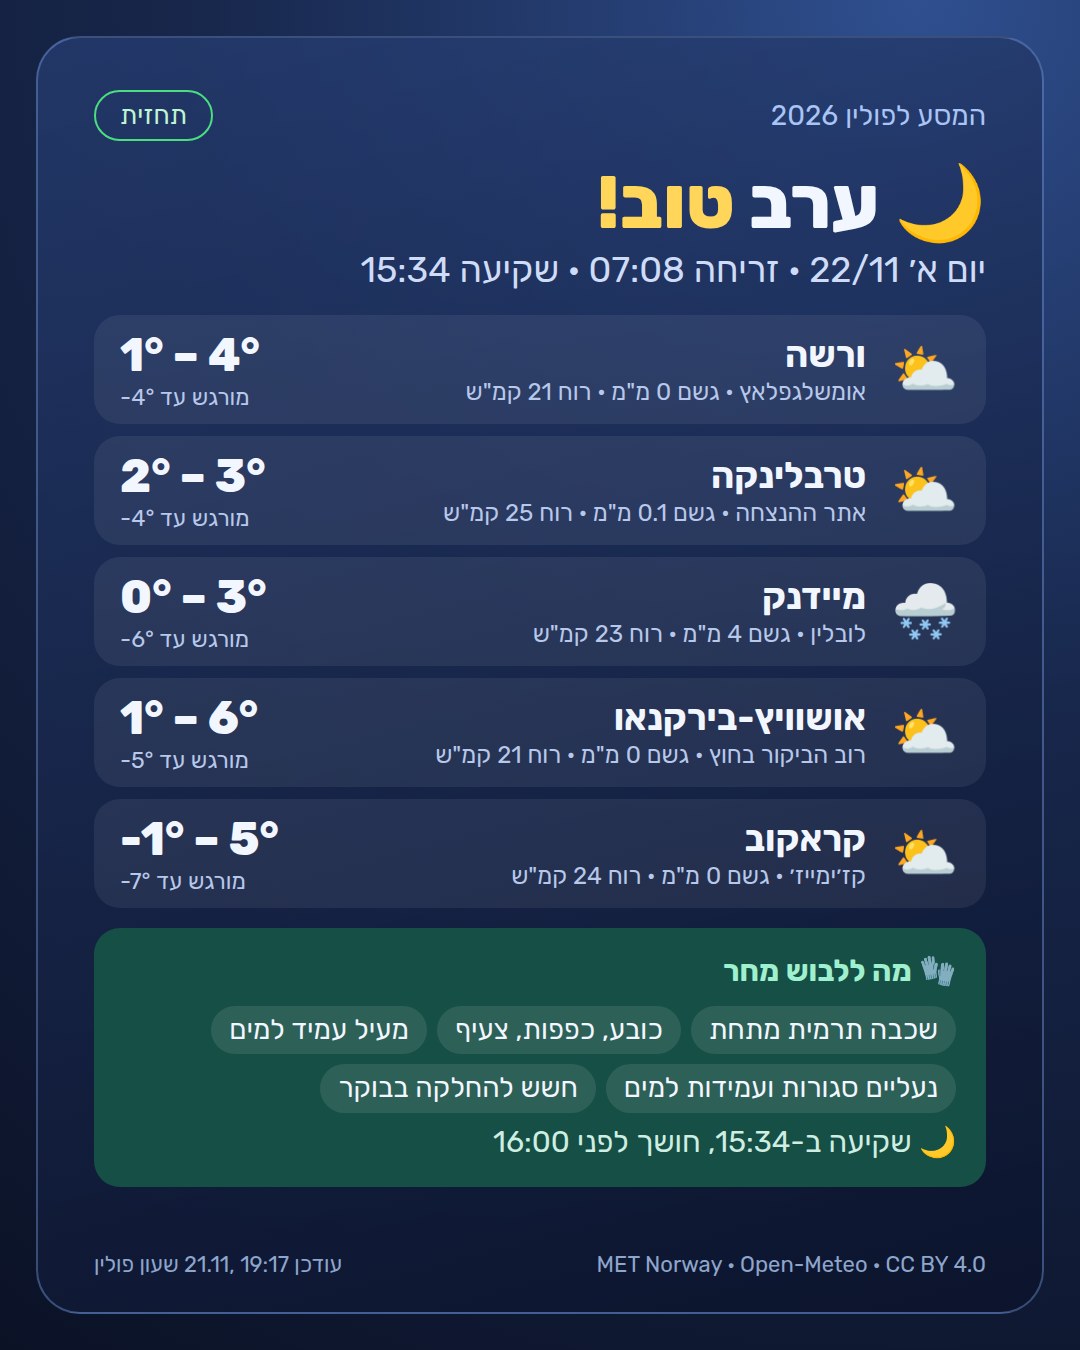 המסע לפולין 2026
תחזית
ערב טוב!
יום א׳ 22/11 • זריחה 07:08 • שקיעה 15:34
ורשה
אומשלגפלאץ • גשם 0 מ"מ • רוח 21 קמ"ש
1° – 4°
מורגש עד 4°-
טרבלינקה
אתר ההנצחה • גשם 0.1 מ"מ • רוח 25 קמ"ש
2° – 3°
מורגש עד 4°-
מיידנק
לובלין • גשם 4 מ"מ • רוח 23 קמ"ש
0° – 3°
מורגש עד 6°-
אושוויץ-בירקנאו
רוב הביקור בחוץ • גשם 0 מ"מ • רוח 21 קמ"ש
1° – 6°
מורגש עד 5°-
קראקוב
קז׳ימייז׳ • גשם 0 מ"מ • רוח 24 קמ"ש
-1° – 5°
מורגש עד 7°-
מה ללבוש מחר
שכבה תרמית מתחת
כובע, כפפות, צעיף
מעיל עמיד למים
נעליים סגורות ועמידות למים
חשש להחלקה בבוקר
שקיעה ב-15:34, חושך לפני 16:00
MET Norway • Open-Meteo • CC BY 4.0
עודכן 19:17 ,21.11 שעון פולין